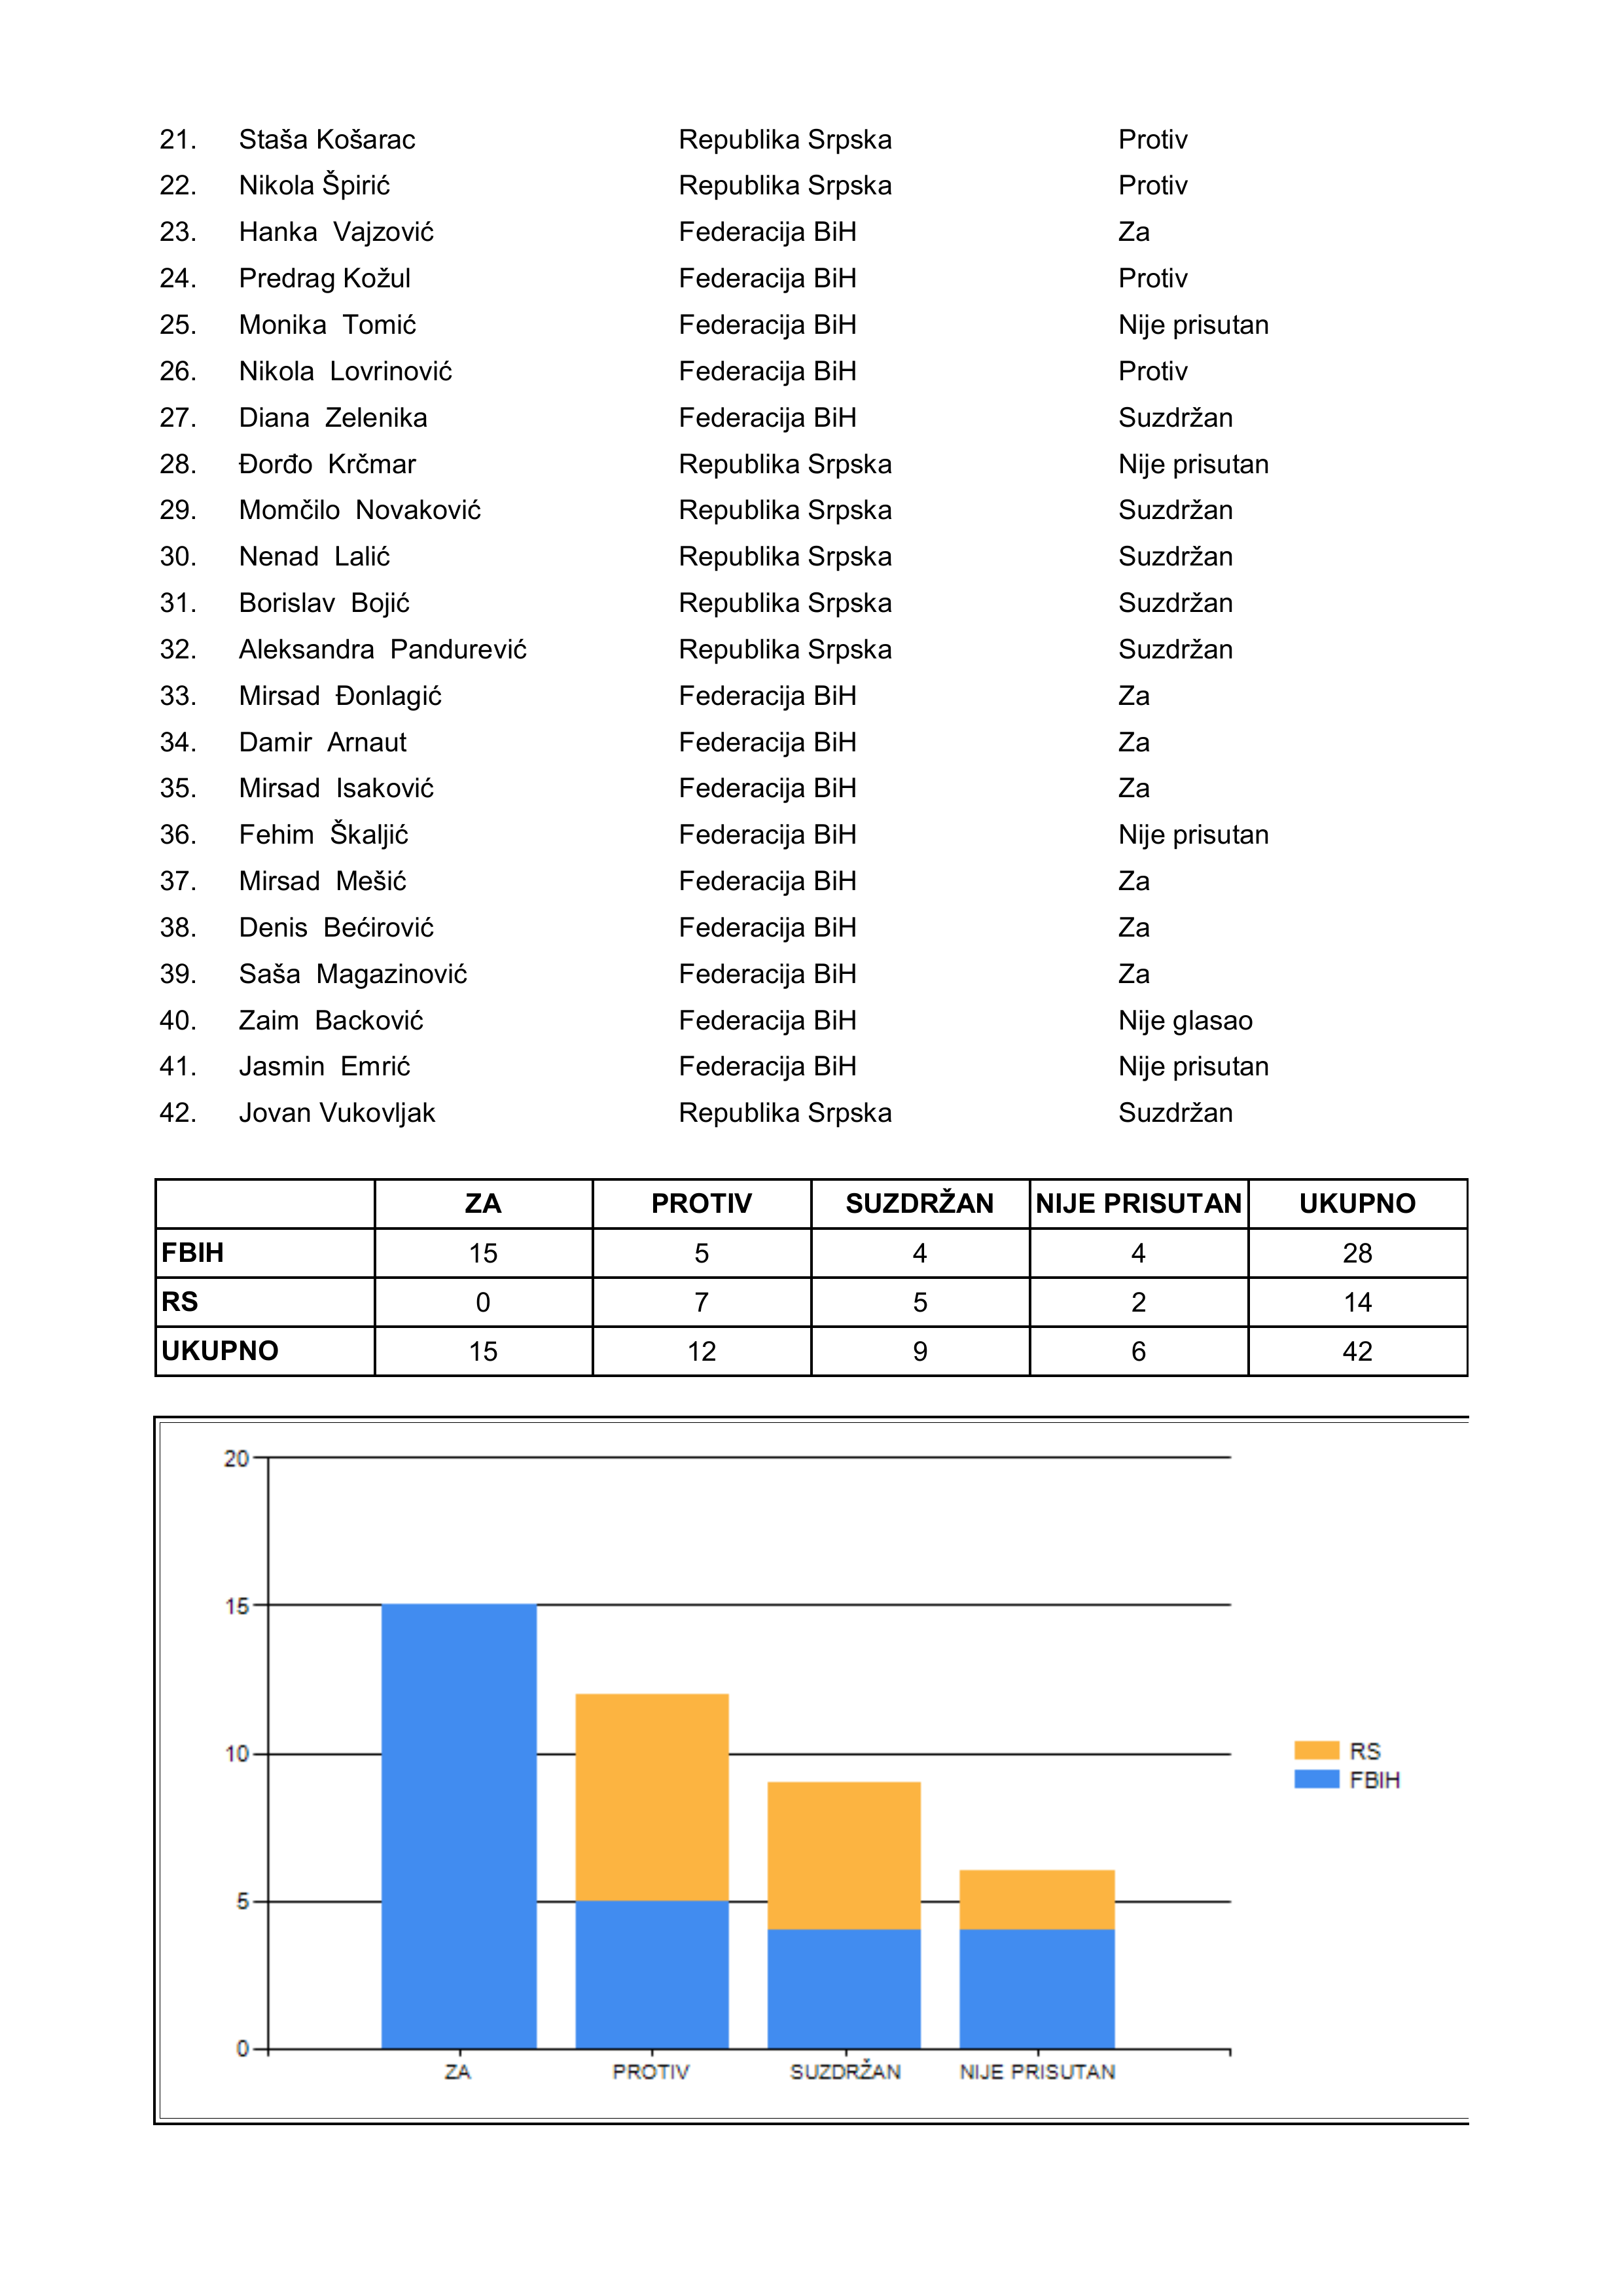 21. Staša Košarac Republika Srpska Protiv
22. Nikola Špirić Republika Srpska Protiv
23. Hanka Vajzović Federacija BiH Za
24. Predrag Kožul Federacija BiH Protiv
25. Monika Tomić Federacija BiH Nije prisutan
26. Nikola Lovrinović Federacija BiH Protiv
27. Diana Zelenika Federacija BiH Suzdržan
28. Đorđo Krčmar Republika Srpska Nije prisutan
29. Momčilo Novaković Republika Srpska Suzdržan
30. Nenad Lalić Republika Srpska Suzdržan
31. Borislav Bojić Republika Srpska Suzdržan
32. Aleksandra Pandurević Republika Srpska Suzdržan
33. Mirsad Đonlagić Federacija BiH Za
34. Damir Arnaut Federacija BiH Za
35. Mirsad Isaković Federacija BiH Za
36. Fehim Škaljić Federacija BiH Nije prisutan
37. Mirsad Mešić Federacija BiH Za
38. Denis Bećirović Federacija BiH Za
39. Saša Magazinović Federacija BiH Za
40. Zaim Backović Federacija BiH Nije glasao
41. Jasmin Emrić Federacija BiH Nije prisutan
42. Jovan Vukovljak Republika Srpska Suzdržan
ZA PROTIV SUZDRŽAN NIJE PRISUTAN UKUPNO
FBIH 15 5 4 4 28
RS 0 7 5 2 14
UKUPNO 15 12 9 6 42
20
15
10
5
0
ZA PROTIV SUZDRŽAN NIJE PRISUTAN
RS
FBIH